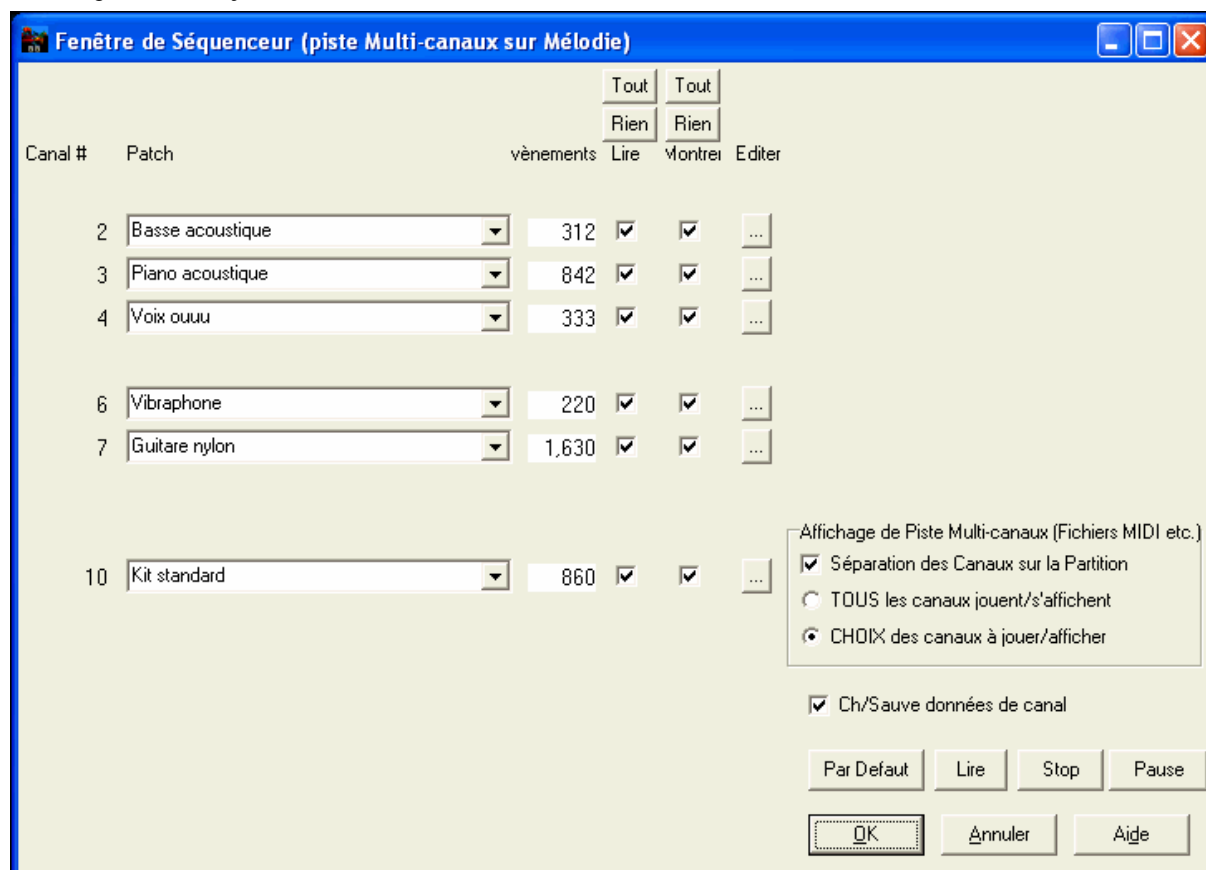 Fenêtre de Séquenceur (piste Multi-canaux sur Mélodie)
Tout Tout
Rien Rien
Canal # Patch vènements Lire Montrer Editer
2 Basse acoustique 312 ...
3 Piano acoustique 842 ...
4 Voix ouuu 333 ...
6 Vibraphone 220 ...
7 Guitare nylon 1,630 ...
Affichage de Piste Multi-canaux (Fichiers MIDI etc.)
10 Kit standard 860 ...
Séparation des Canaux sur la Partition
TOUS les canaux jouent/s'affichent
CHOIX des canaux à jouer/afficher
Ch/Sauve données de canal
Par Defaut Lire Stop Pause
OK Annuler Aide